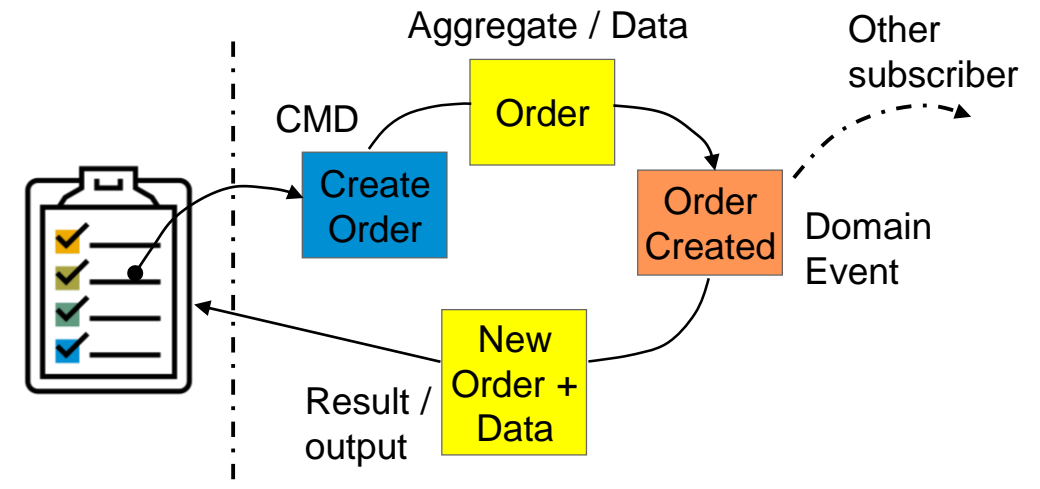 Aggregate / Data
Other
subscriber
CMD
Order
Create
Order
Order
Created
Domain
Event
New
Order +
Data
Result /
output